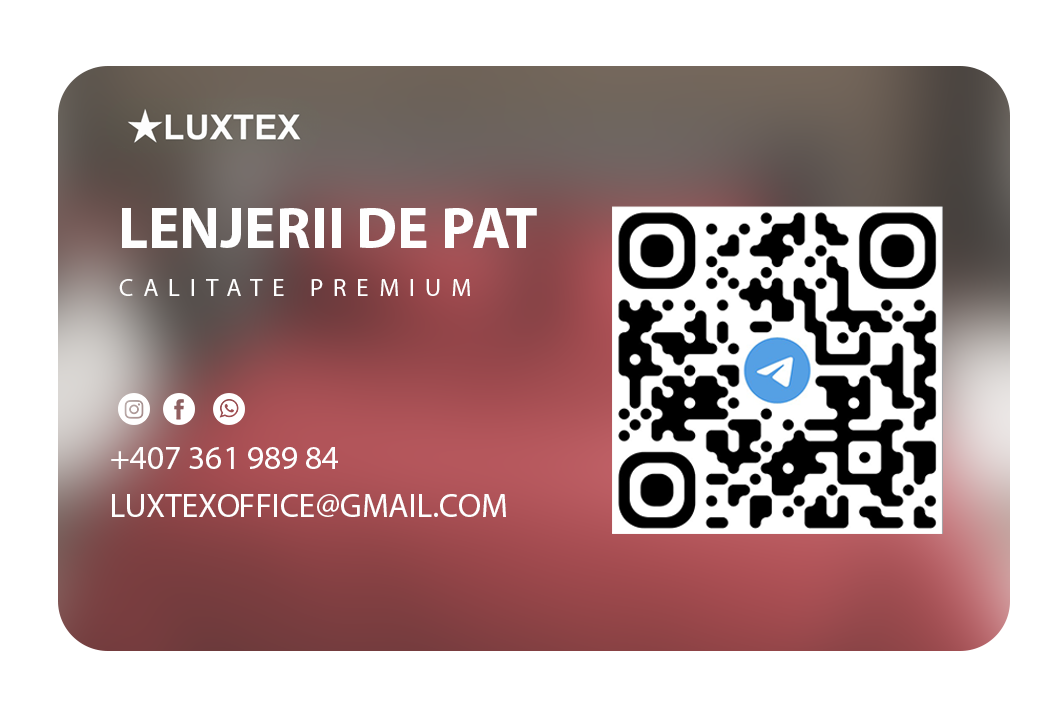 ★LUXTEX
LENJERII DE PAT
CALITATE PREMIUM
+407 361 989 84
LUXTEXOFFICE@GMAIL.COM